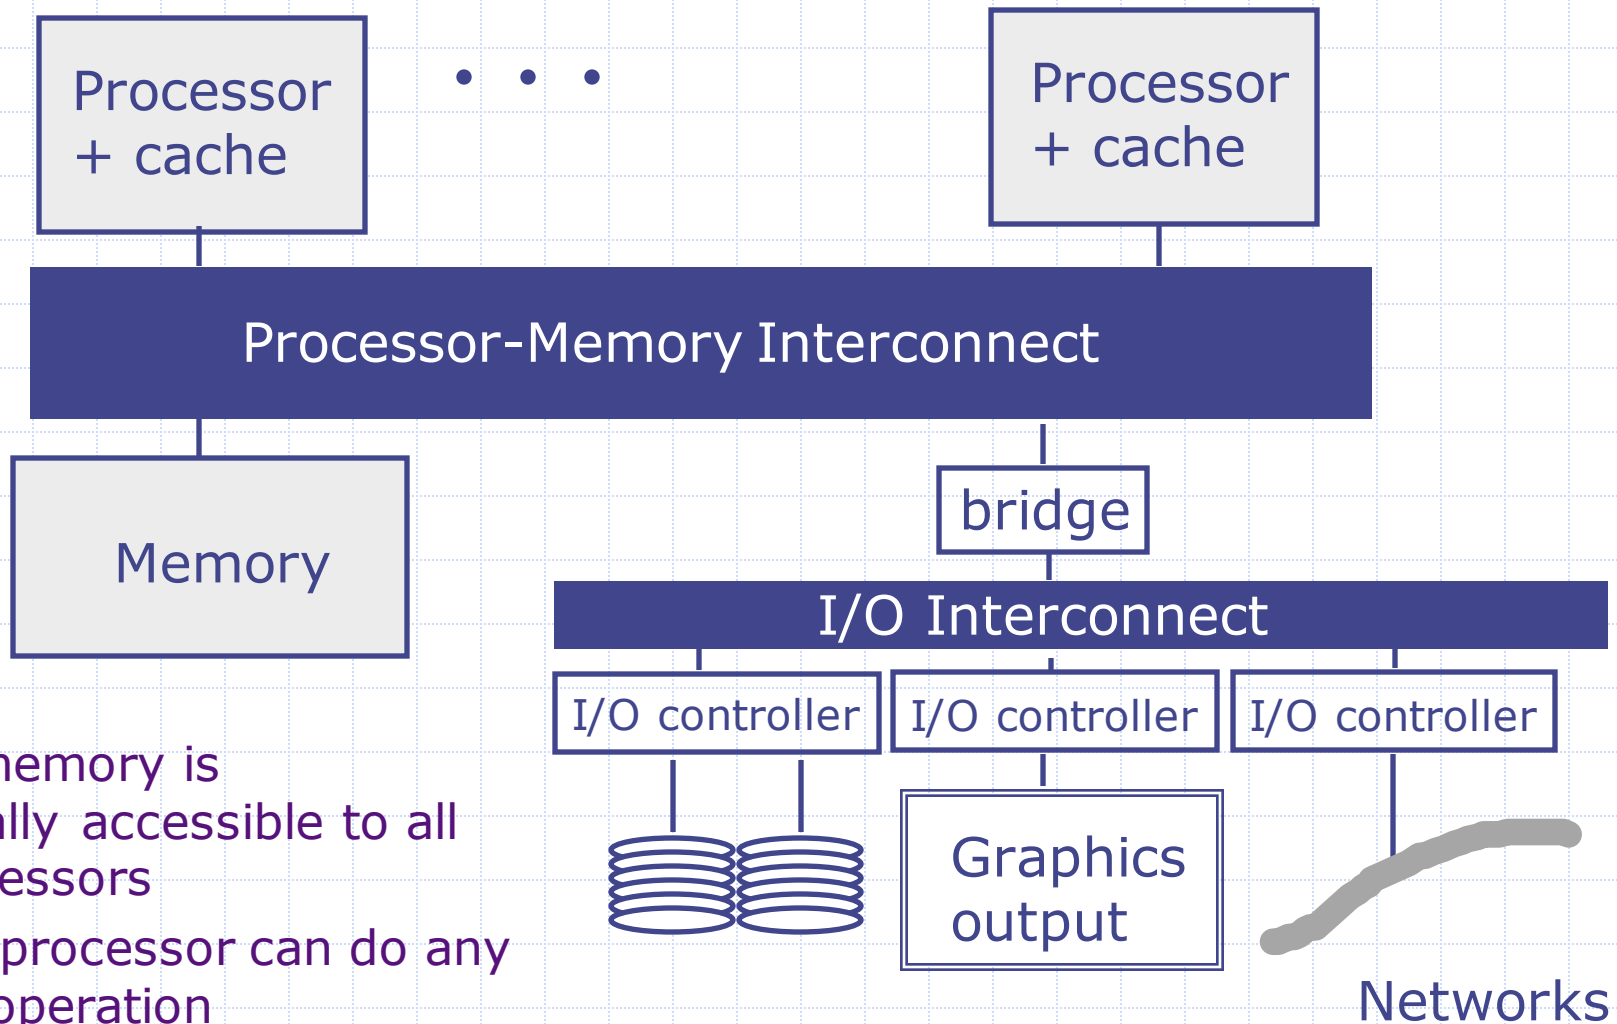 Processor
+ cache
• • •
Processor
+ cache
Processor-Memory Interconnect
Memory
bridge
I/O Interconnect
I/O controller
I/O controller
I/O controller
is
accessible to all
processor can do any
Graphics
output
Networks